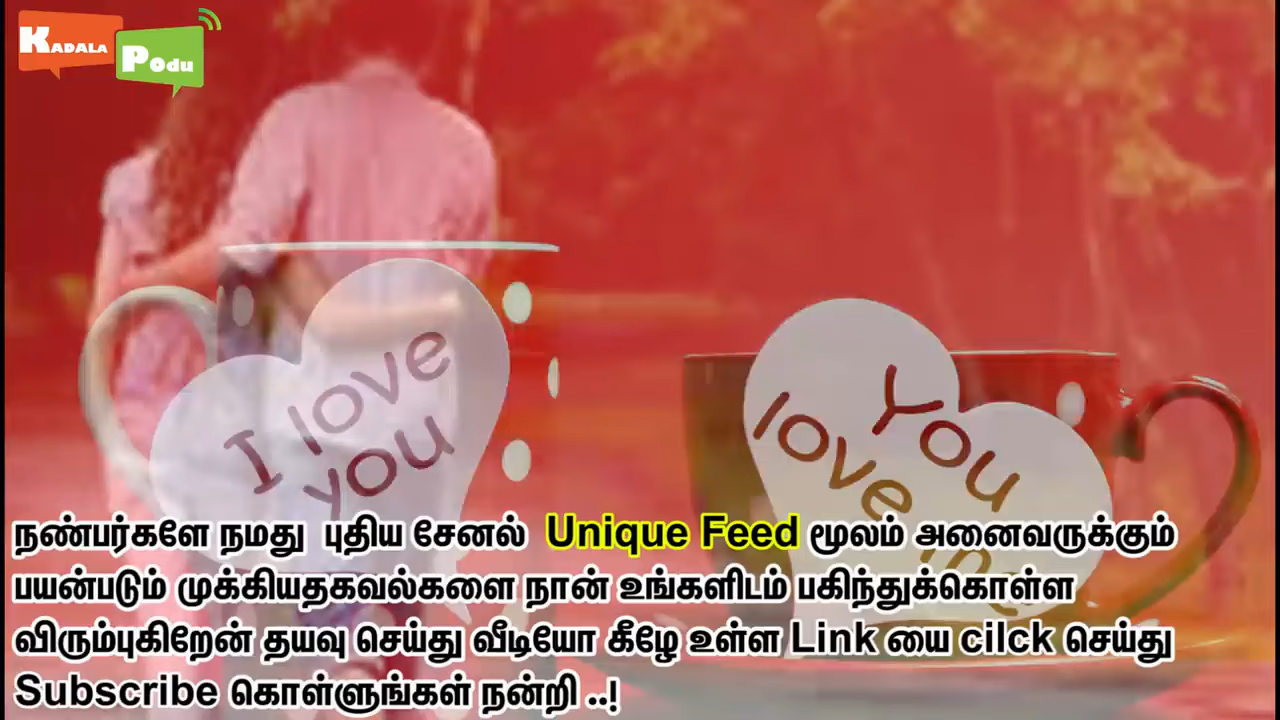 KADALA
PODU
I love
you
You
love
me
நண்பர்களே நமது புதிய சேனல் Unique Feed மூலம் அனைவருக்கும்
பயன்படும் முக்கியதகவல்களை நான் உங்களிடம் பகிந்துக்கொள்ள
விரும்புகிறேன் தயவு செய்து வீடியோ கீழே உள்ள Link யை cilck செய்து
Subscribe கொள்ளுங்கள் நன்றி ..!